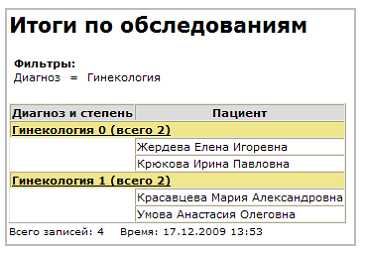 Итоги по обследованиям
Фильтры:
Диагноз = Гинекология
Диагноз и степень Пациент
Гинекология 0 (всего 2)
Жердева Елена Игоревна
Крюкова Ирина Павловна
Гинекология 1 (всего 2)
Красавцева Мария Александровна
Умова Анастасия Олеговна
Всего записей: 4 Время: 17.12.2009 13:53